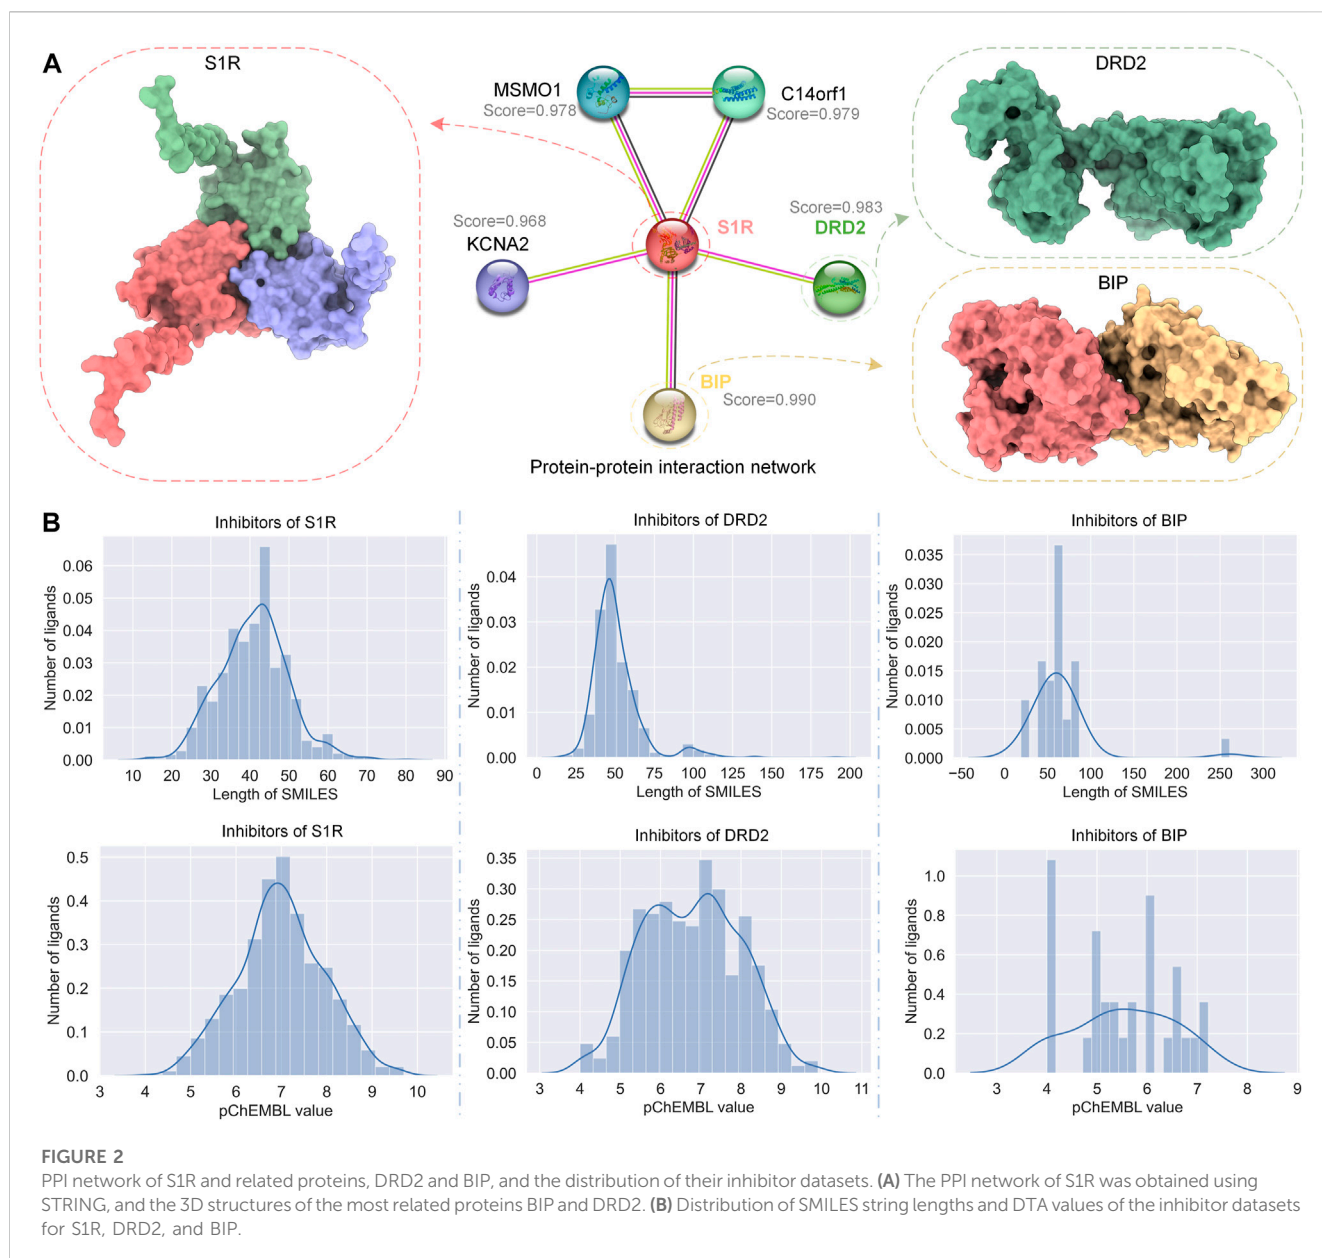 A
S1R
MSMO1
Score=0.978
C14orf1
Score=0.979
DRD2
Score=0.968
KCNA2
S1R
Score=0.983
DRD2
BIP
Score=0.990
BIP
Protein-protein interaction network
B
Inhibitors of S1R
Number of ligands
0.06
0.05
0.04
0.03
0.02
0.01
0.00
10 20 30 40 50 60 70 80 90
Length of SMILES
Inhibitors of DRD2
Number of ligands
0.04
0.03
0.02
0.01
0.00
0 25 50 75 100 125 150 175 200
Length of SMILES
Inhibitors of BIP
Number of ligands
0.035
0.030
0.025
0.020
0.015
0.010
0.005
0.000
−50 0 50 100 150 200 250 300
Length of SMILES
Inhibitors of S1R
Number of ligands
0.5
0.4
0.3
0.2
0.1
0.0
3 4 5 6 7 8 9 10
pChEMBL value
Inhibitors of DRD2
Number of ligands
0.35
0.30
0.25
0.20
0.15
0.10
0.05
0.00
3 4 5 6 7 8 9 10 11
pChEMBL value
Inhibitors of BIP
Number of ligands
1.0
0.8
0.6
0.4
0.2
0.0
3 4 5 6 7 8 9
pChEMBL value
FIGURE 2
PPI network of S1R and related proteins, DRD2 and BIP, and the distribution of their inhibitor datasets. (A) The PPI network of S1R was obtained using
STRING, and the 3D structures of the most related proteins BIP and DRD2. (B) Distribution of SMILES string lengths and DTA values of the inhibitor datasets
for S1R, DRD2, and BIP.